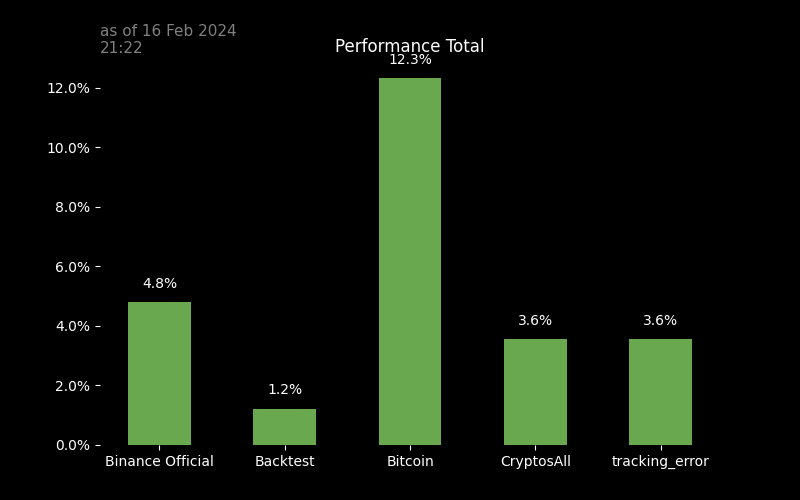 as of 16 Feb 2024
21:22
Performance Total
12.3%
12.0%
10.0%
8.0%
6.0%
4.8%
4.0%
3.6%
3.6%
2.0%
1.2%
0.0%
Binance Official
Backtest
Bitcoin
CryptosAll
tracking_error